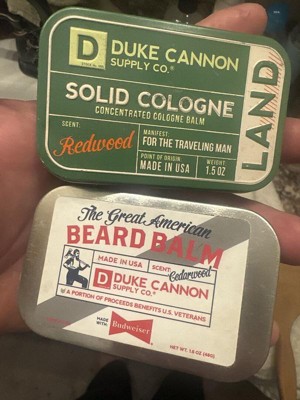 D DUKE CANNON
SUPPLY CO.®
SOLID COLOGNE
CONCENTRATED COLOGNE BALM
LAND
SCENT:
Redwood
MANIFEST:
FOR THE TRAVELING MAN
POINT OF ORIGIN
MADE IN USA
WEIGHT:
1.5 OZ
The Great American
BEARD BALM
MADE IN USA
SCENT:
Cedarwood
D DUKE CANNON
SUPPLY CO.®
A PORTION OF PROCEEDS BENEFITS U.S. VETERANS
MADE
WITH
Budweiser
NET WT. 1.6 OZ (46G)